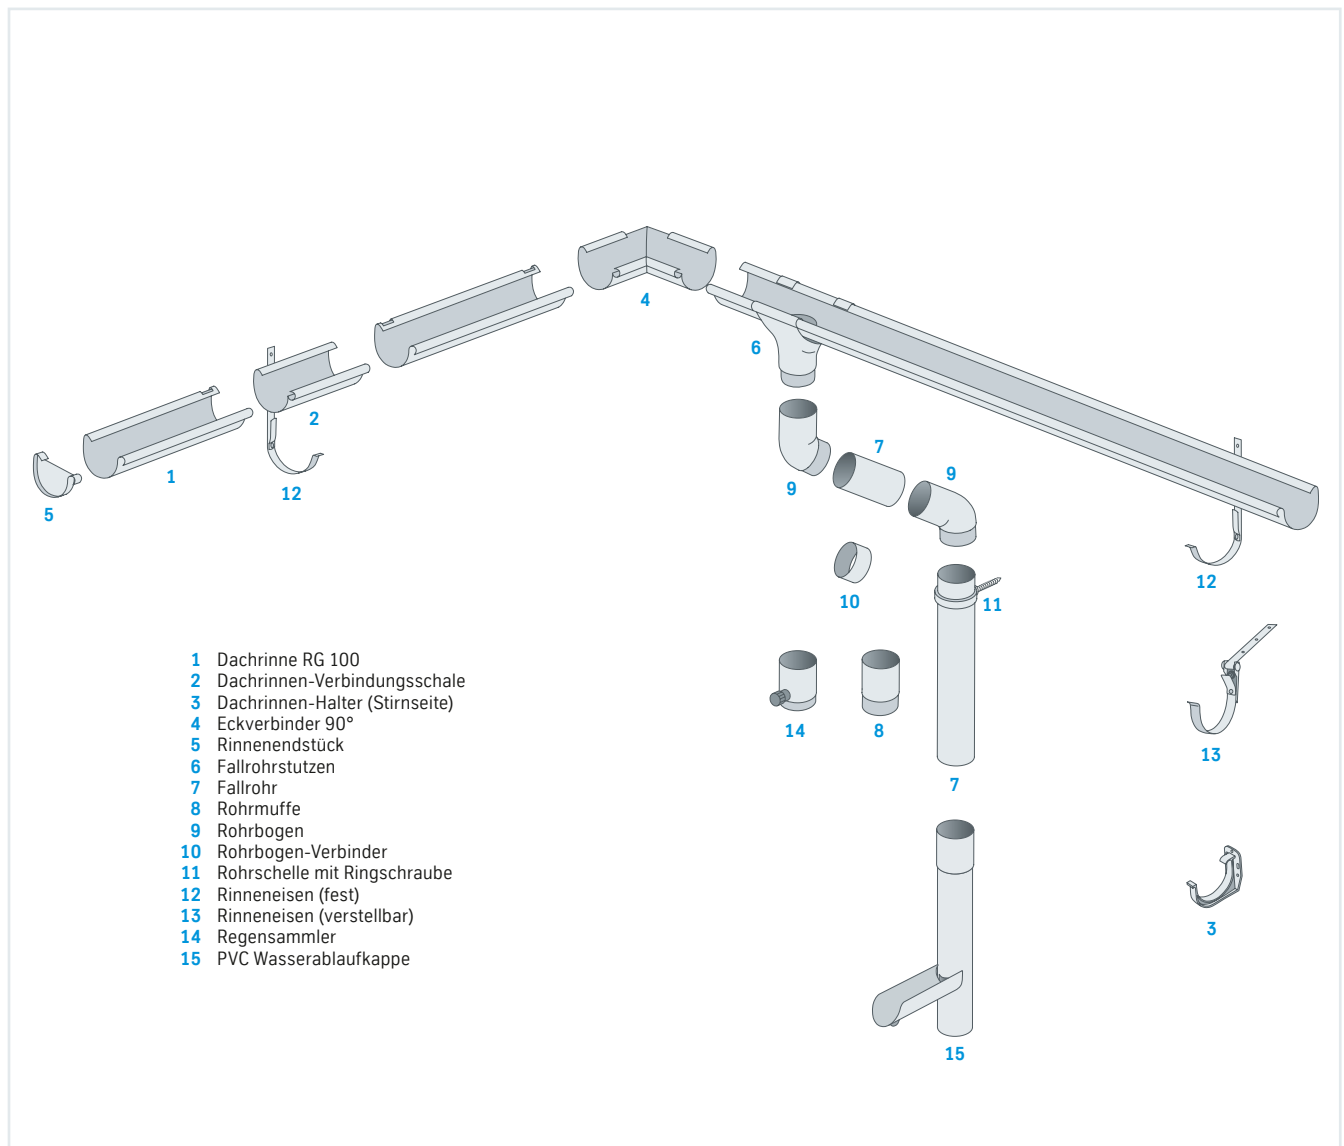 4
6
2
7
9
9
1
12
5
12
10
11
14
8
13
7
3
15
1 Dachrinne RG 100
2 Dachrinnen-Verbindungsschale
3 Dachrinnen-Halter (Stirnseite)
4 Eckverbinder 90°
5 Rinnenendstück
6 Fallrohrstutzen
7 Fallrohr
8 Rohrmuffe
9 Rohrbogen
10 Rohrbogen-Verbinder
11 Rohrschelle mit Ringschraube
12 Rinneneisen (fest)
13 Rinneneisen (verstellbar)
14 Regensammler
15 PVC Wasserablaufkappe